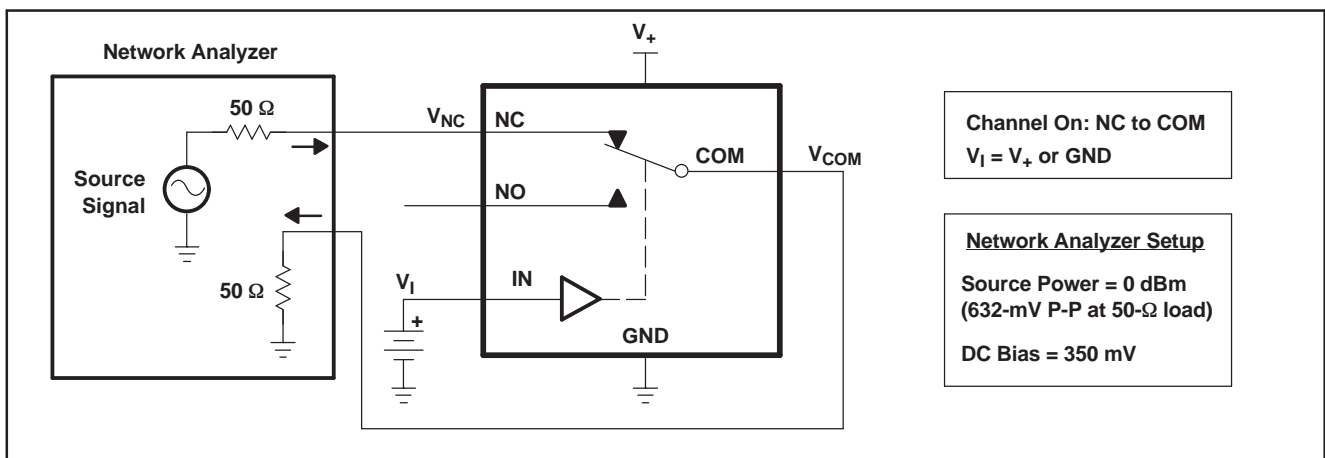 V+
Network Analyzer
50 Ω
VNC
NC
COM
VCOM
Source
Signal
NO
50 Ω
VI
IN
+
GND
Channel On: NC to COM
VI = V+ or GND
Network Analyzer Setup
Source Power = 0 dBm
(632-mV P-P at 50-Ω load)
DC Bias = 350 mV